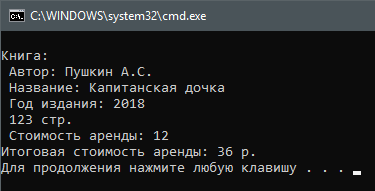 C:\WINDOWS\system32\cmd.exe
Книга:
Автор: Пушкин А.С.
Название: Капитанская дочка
Год издания: 2018
123 стр.
Стоимость аренды: 12
Итоговая стоимость аренды: 36 р.
Для продолжения нажмите любую клавишу . . .